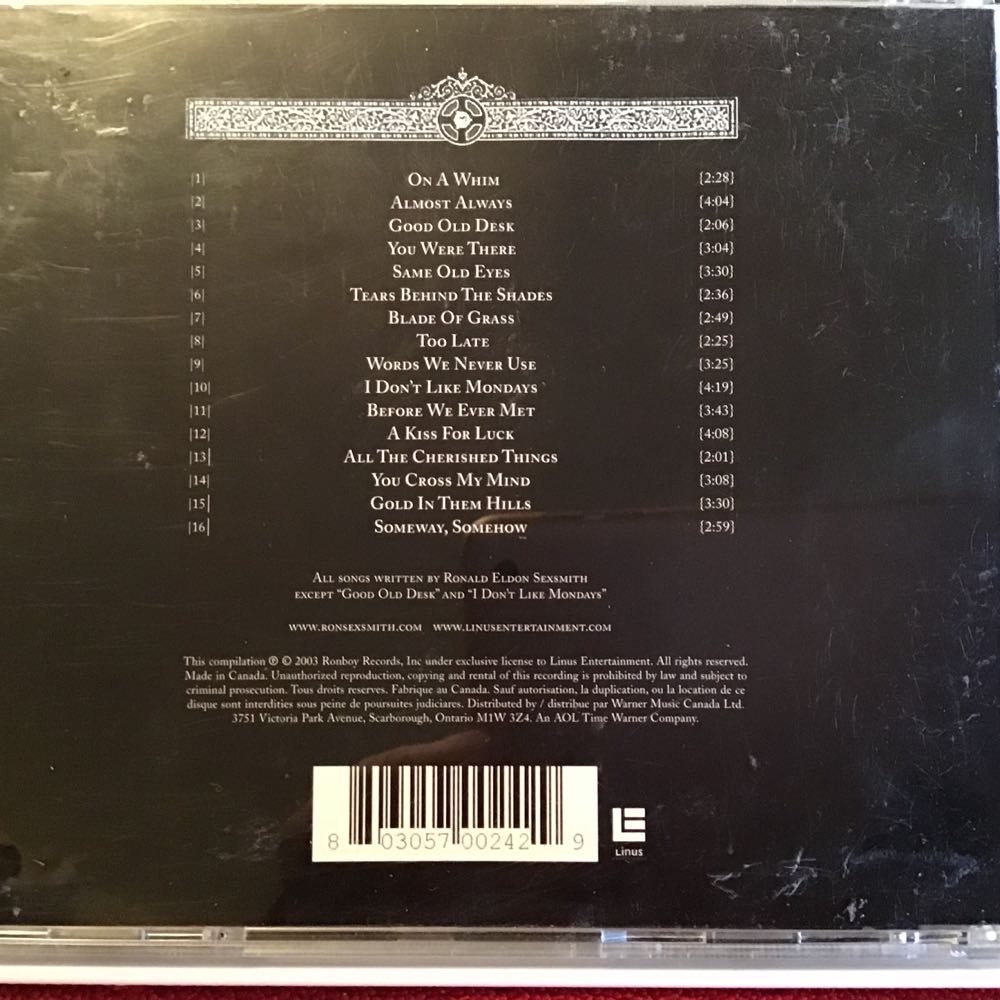 |1| On A Whim {2:28}
|2| Almost Always {4:04}
|3| Good Old Desk {2:06}
|4| You Were There {3:04}
|5| Same Old Eyes {3:30}
|6| Tears Behind The Shades {2:36}
|7| Blade Of Grass {2:49}
|8| Too Late {2:25}
|9| Words We Never Use {3:25}
|10| I Don't Like Mondays {4:19}
|11| Before We Ever Met {3:43}
|12| A Kiss For Luck {4:08}
|13| All The Cherished Things {2:01}
|14| You Cross My Mind {3:08}
|15| Gold In Them Hills {3:30}
|16| Someway, Somehow {2:59}
All songs written by Ronald Eldon Sexsmith
except "Good Old Desk" and "I Don't Like Mondays"
www.ronsexsmith.com www.linusentertainment.com
This compilation ℗ © 2003 Ronboy Records, Inc under exclusive license to Linus Entertainment. All rights reserved.
Made in Canada. Unauthorized reproduction, copying and rental of this recording is prohibited by law and subject to
criminal prosecution. Tous droits reserves. Fabrique au Canada. Sauf autorisation, la duplication, ou la location de ce
disque sont interdities sous peine de poursuites judiciares. Distributed by / distribue par Warner Music Canada Ltd.
3751 Victoria Park Avenue, Scarborough, Ontario M1W 3Z4. An AOL Time Warner Company.
8 03057 00242 9
Linus